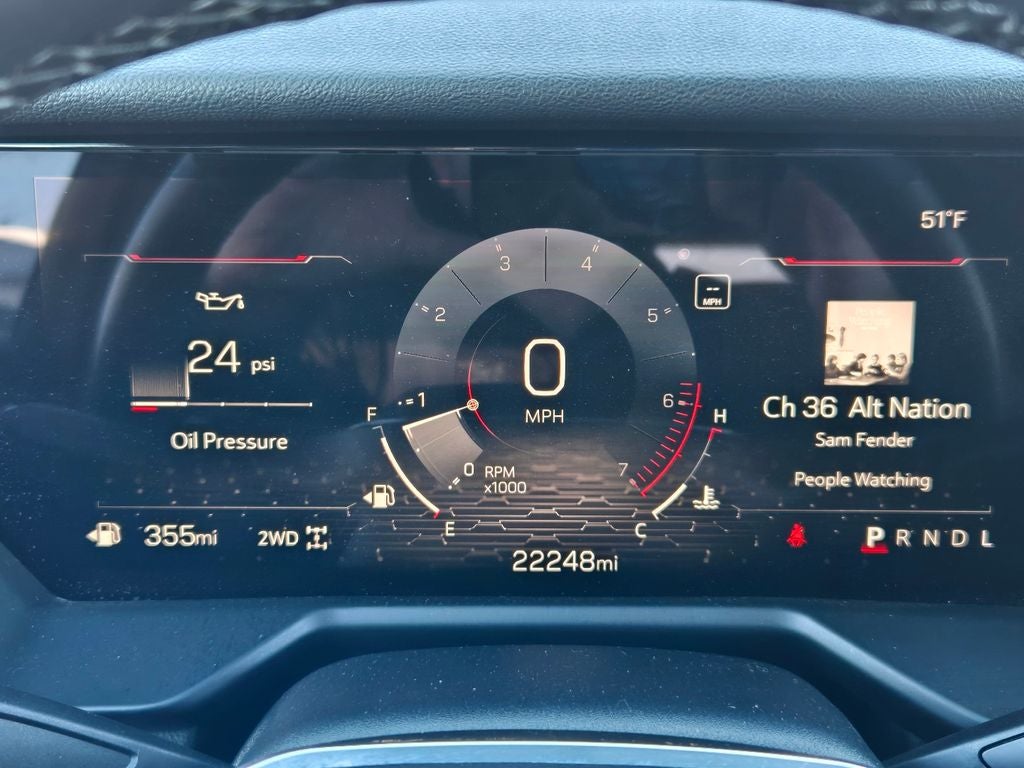 51°F
3
4
2
5
--
MPH
24 psi
0
Ch 36 Alt Nation
1
6
F
MPH
H
Oil Pressure
Sam Fender
0
RPM
x1000
7
People Watching
E
C
355mi
2WD
P R N D L
22248mi